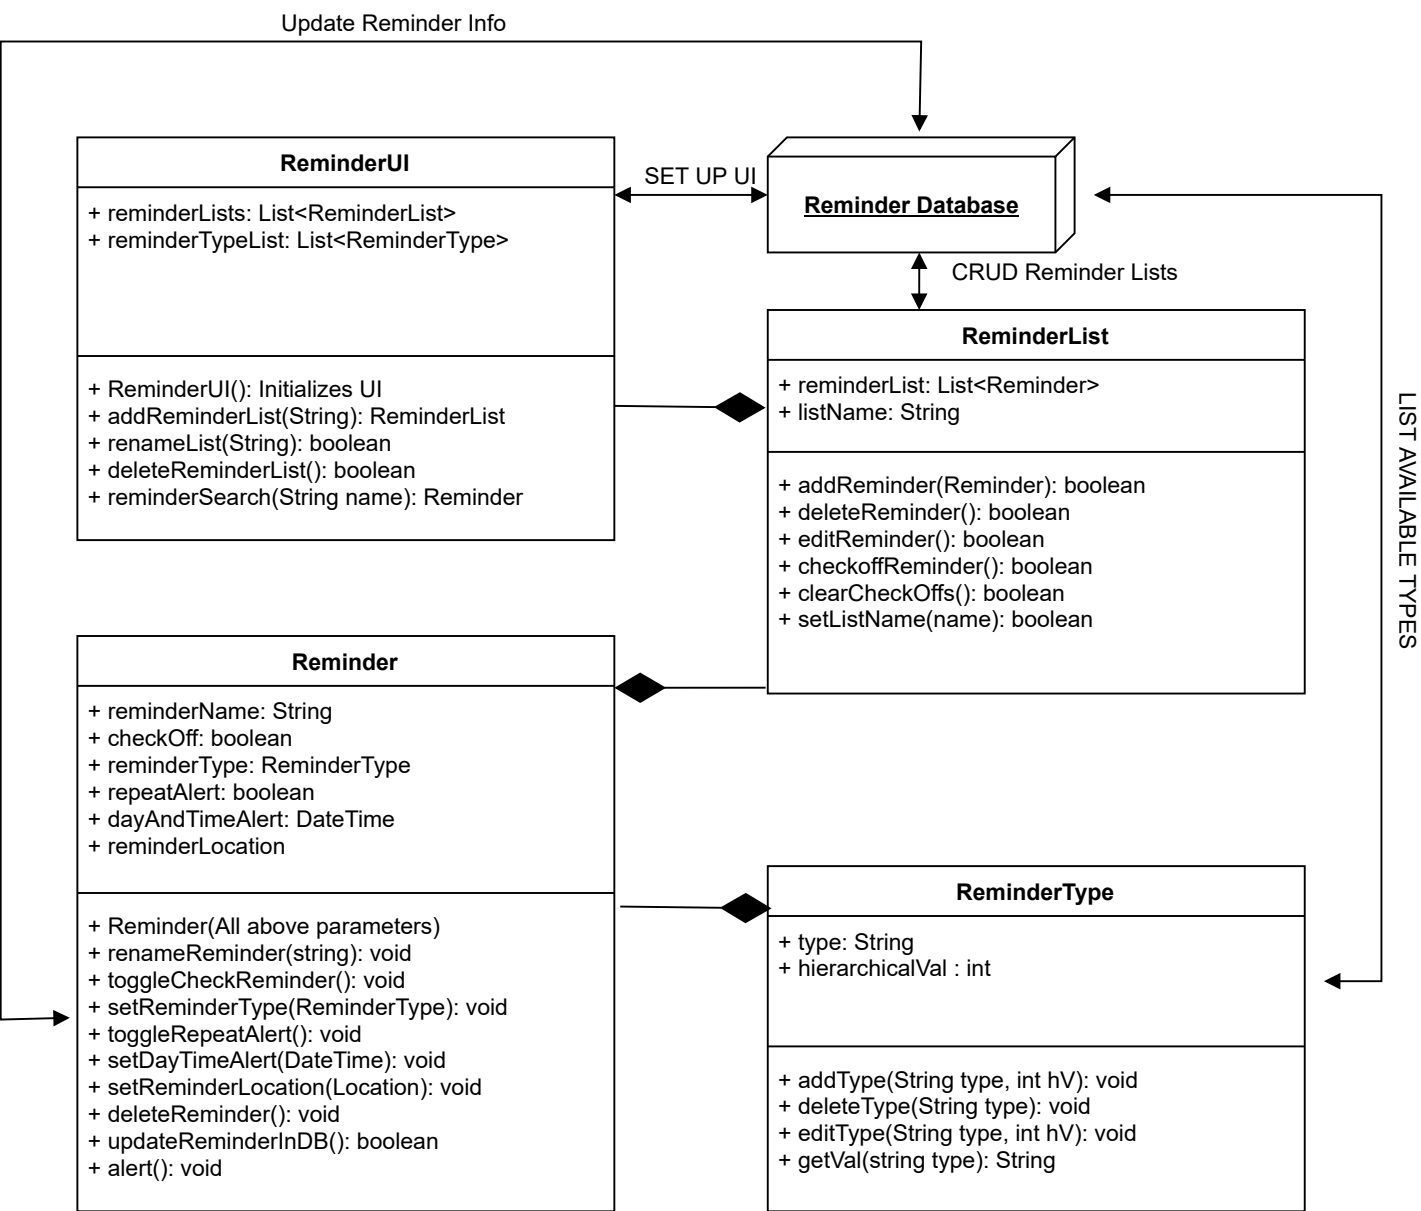 Update Reminder Info
ReminderUI
+ reminderLists: List<ReminderList>
+ reminderTypeList: List<ReminderType>
+ ReminderUI(): Initializes UI
+ addReminderList(String): ReminderList
+ renameList(String): boolean
+ deleteReminderList(): boolean
+ reminderSearch(String name): Reminder
SET UP UI
Reminder Database
CRUD Reminder Lists
ReminderList
+ reminderList: List<Reminder>
+ listName: String
+ addReminder(Reminder): boolean
+ deleteReminder(): boolean
+ editReminder(): boolean
+ checkoffReminder(): boolean
+ clearCheckOffs(): boolean
+ setListName(name): boolean
LIST AVAILABLE TYPES
Reminder
+ reminderName: String
+ checkOff: boolean
+ reminderType: ReminderType
+ repeatAlert: boolean
+ dayAndTimeAlert: DateTime
+ reminderLocation
+ Reminder(All above parameters)
+ renameReminder(string): void
+ toggleCheckReminder(): void
+ setReminderType(ReminderType): void
+ toggleRepeatAlert(): void
+ setDayTimeAlert(DateTime): void
+ setReminderLocation(Location): void
+ deleteReminder(): void
+ updateReminderInDB(): boolean
+ alert(): void
ReminderType
+ type: String
+ hierarchicalVal : int
+ addType(String type, int hV): void
+ deleteType(String type): void
+ editType(String type, int hV): void
+ getVal(string type): String